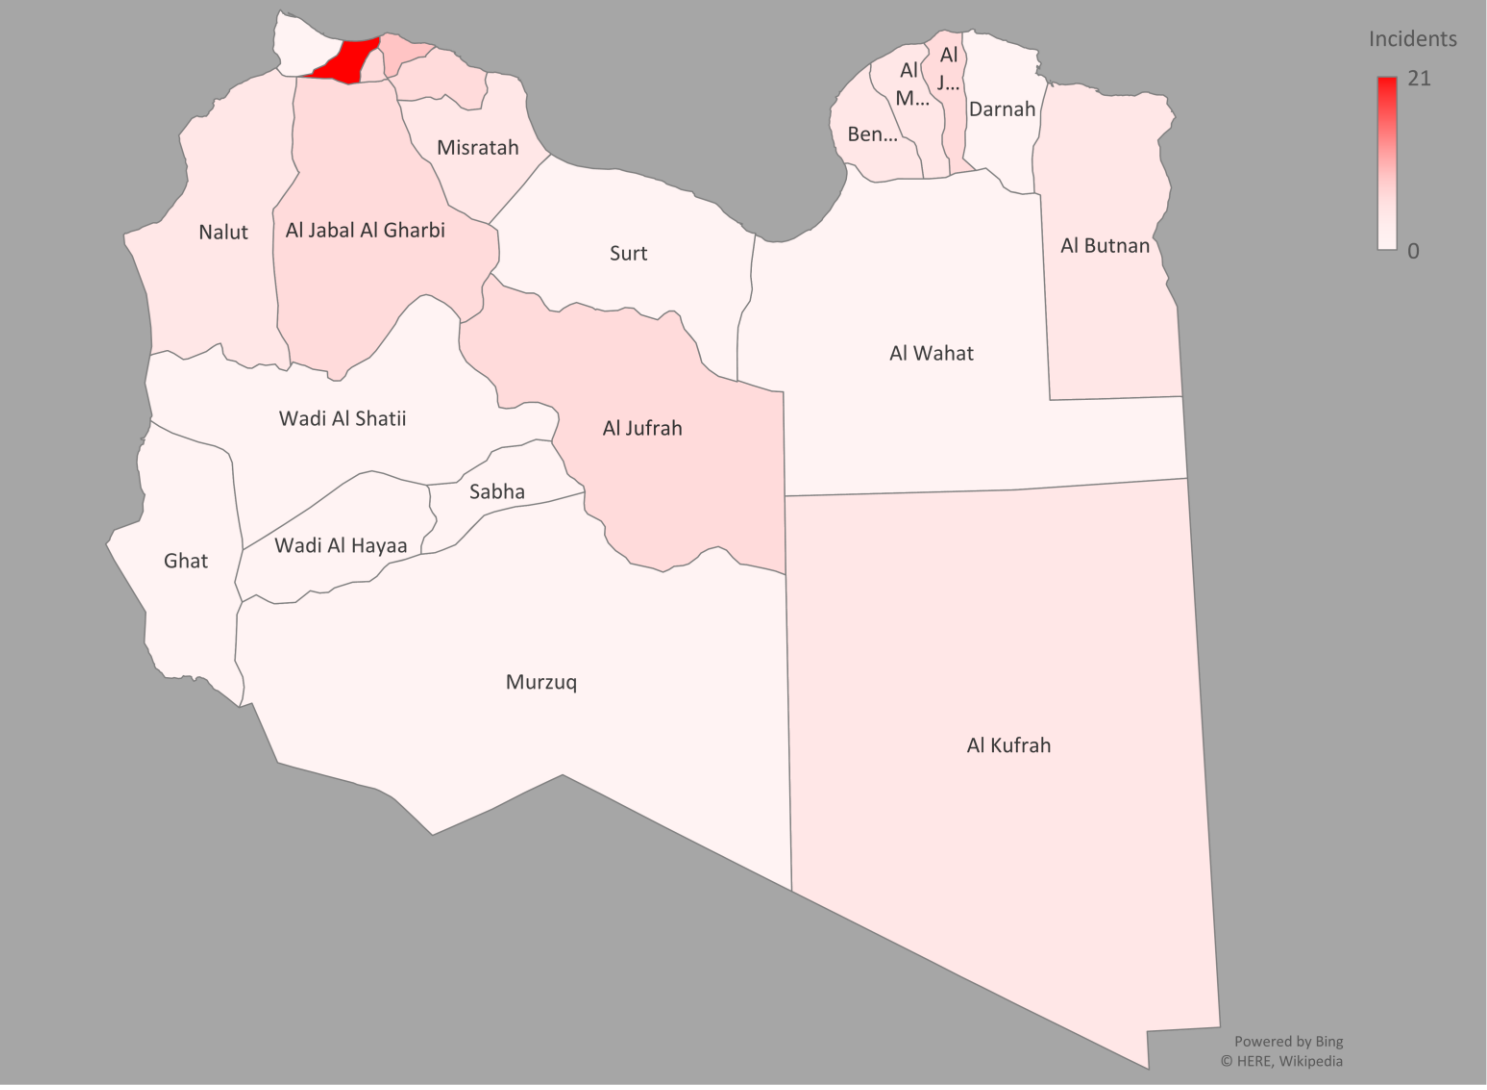 Incidents
21
0
Al
J...
Al
M...
Darnah
Ben...
Misratah
Nalut
Al Jabal Al Gharbi
Surt
Al Butnan
Al Wahat
Wadi Al Shatii
Al Jufrah
Sabha
Wadi Al Hayaa
Ghat
Murzuq
Al Kufrah
Powered by Bing
© HERE, Wikipedia